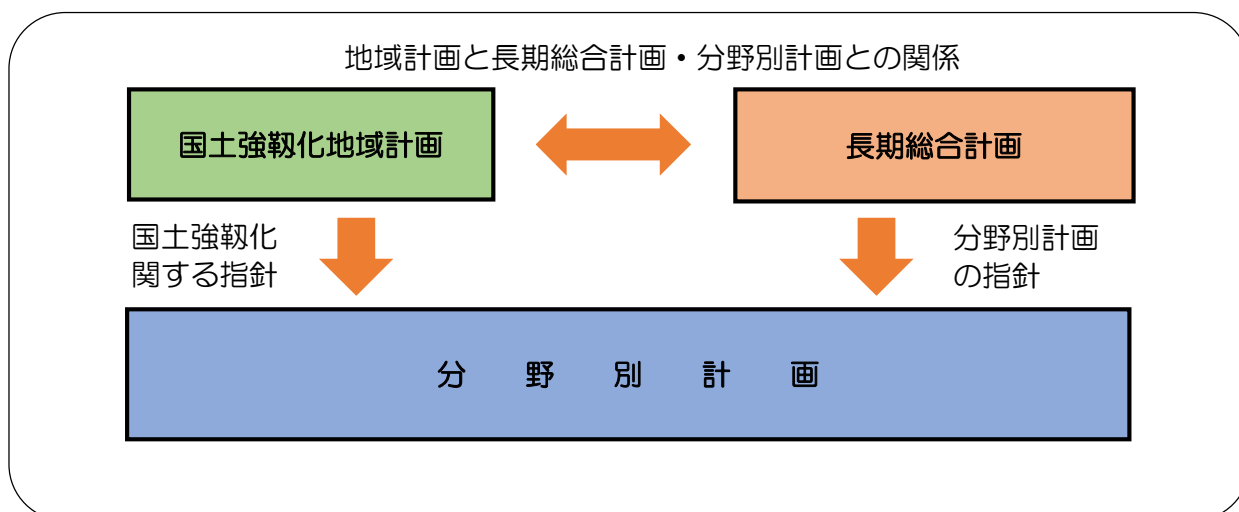 地域計画と長期総合計画・分野別計画との関係
国土強靱化地域計画
長期総合計画
国土強靱化
関する指針
分野別計画
の指針
分　野　別　計　画